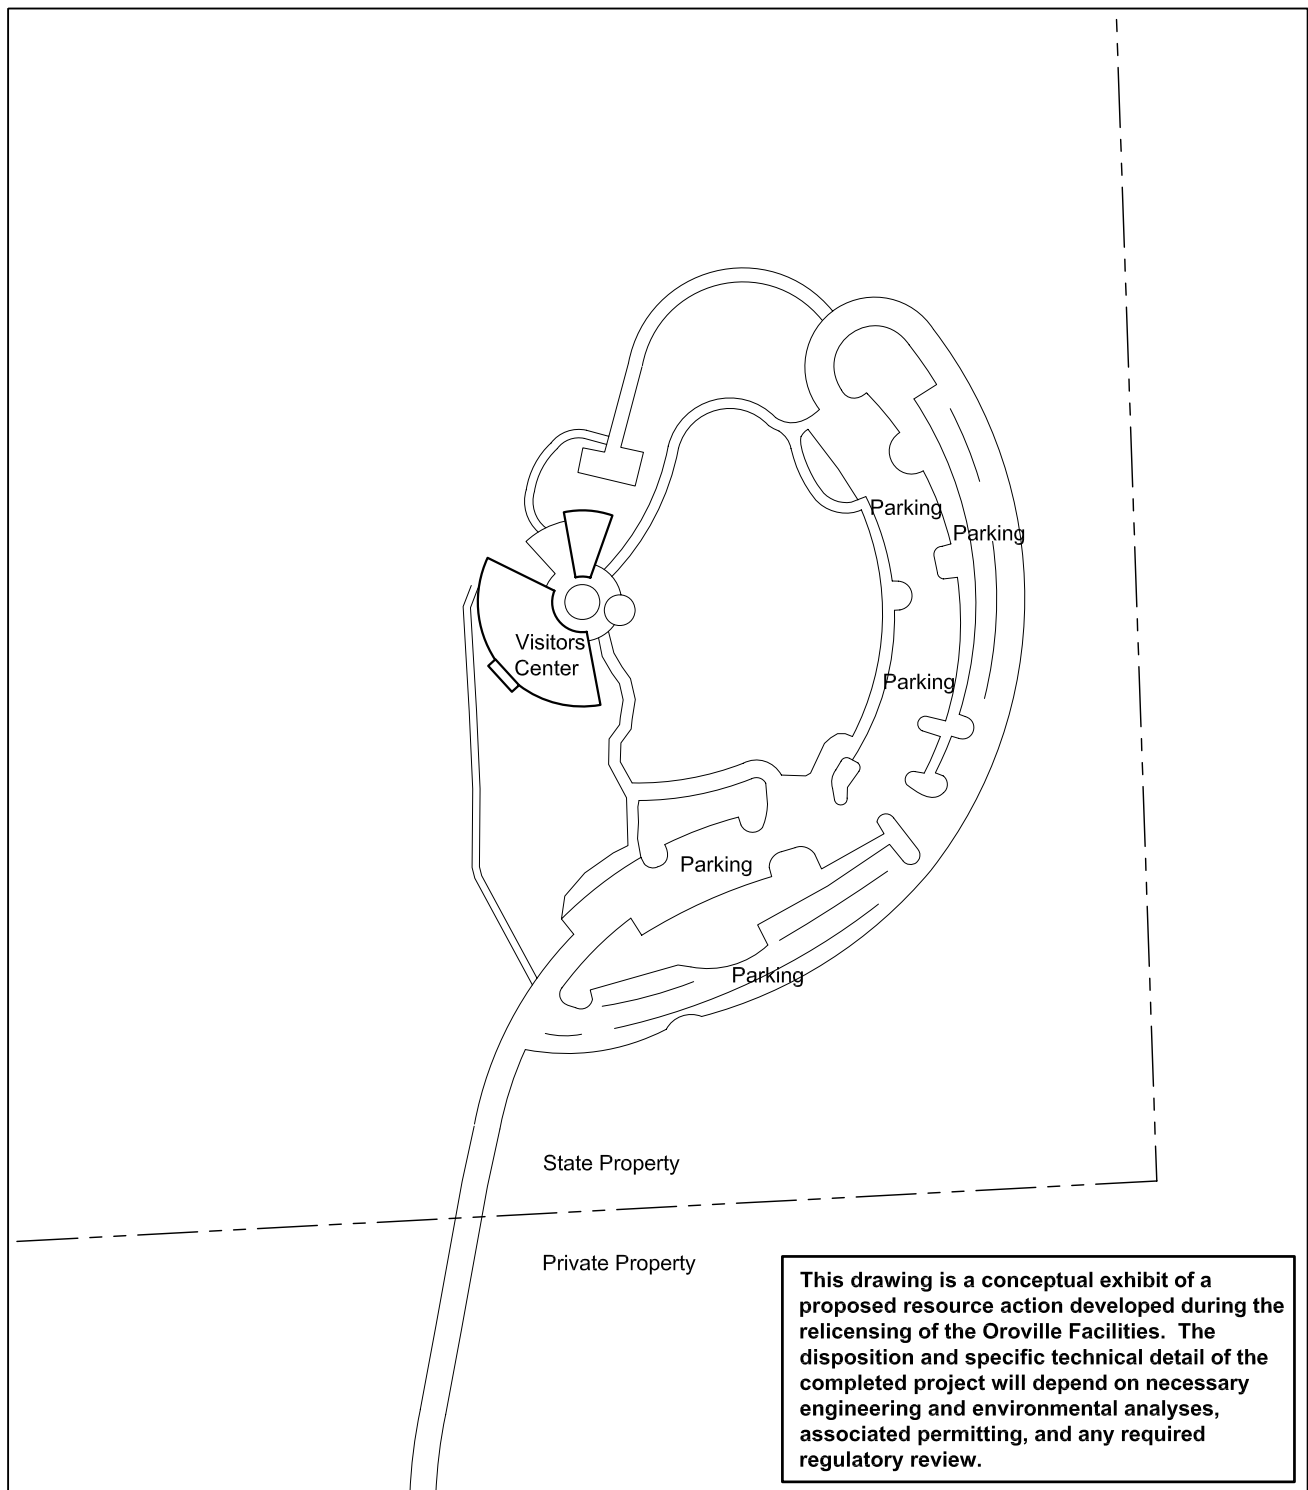 Parking
Parking
Visitors
Center
Parking
Parking
Parking
State Property
Private Property
This drawing is a conceptual exhibit of a
proposed resource action developed during the
relicensing of the Oroville Facilities.  The
disposition and specific technical detail of the
completed project will depend on necessary
engineering and environmental analyses,
associated permitting, and any required
regulatory review.